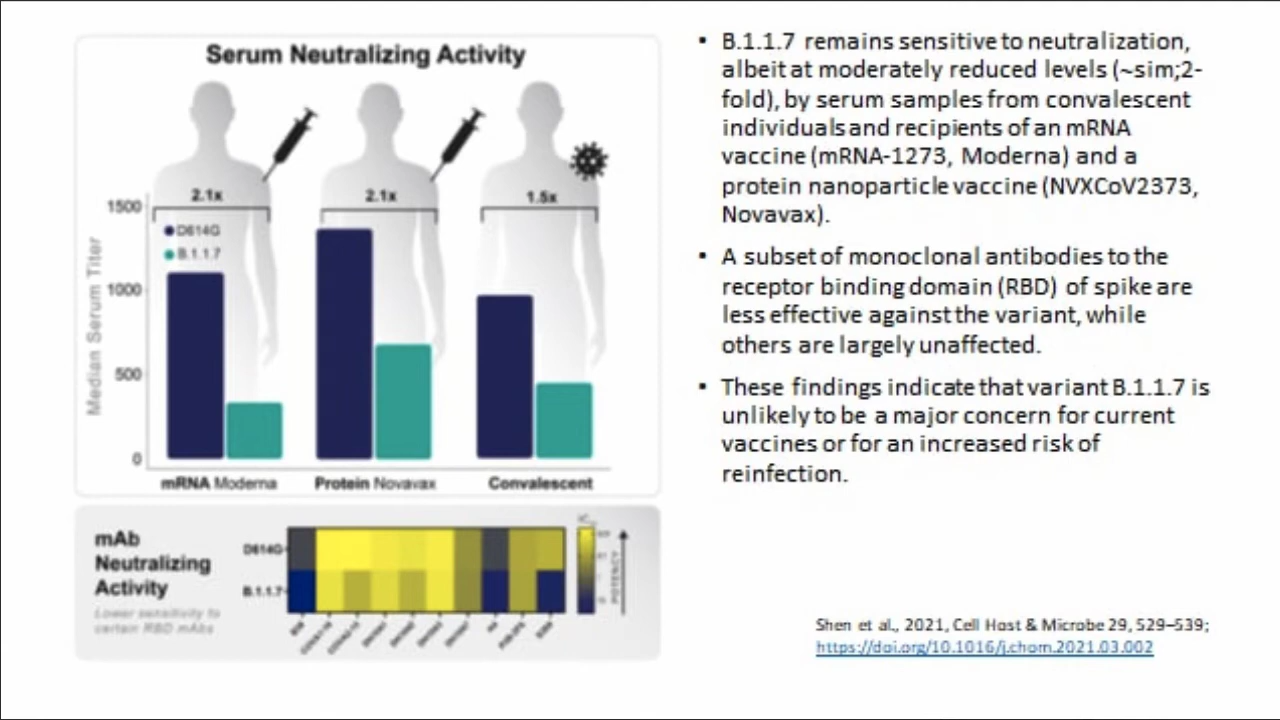 Serum Neutralizing Activity
2.1x
2.1x
1.5x
1500
1000
500
0
Median Serum Titer
D614G
B.1.1.7
mRNA Moderna
Protein Novavax
Convalescent
mAb
Neutralizing
Activity
Lower sensitivity to
certain RBD mAbs
D614G
B.1.1.7
POTENCY
• B.1.1.7 remains sensitive to neutralization,
albeit at moderately reduced levels (~sim;2-
fold), by serum samples from convalescent
individuals and recipients of an mRNA
vaccine (mRNA-1273, Moderna) and a
protein nanoparticle vaccine (NVXCoV2373,
Novavax).
• A subset of monoclonal antibodies to the
receptor binding domain (RBD) of spike are
less effective against the variant, while
others are largely unaffected.
• These findings indicate that variant B.1.1.7 is
unlikely to be a major concern for current
vaccines or for an increased risk of
reinfection.
Shen et al., 2021, Cell Host & Microbe 29, 529–539;
https://doi.org/10.1016/j.chom.2021.03.002